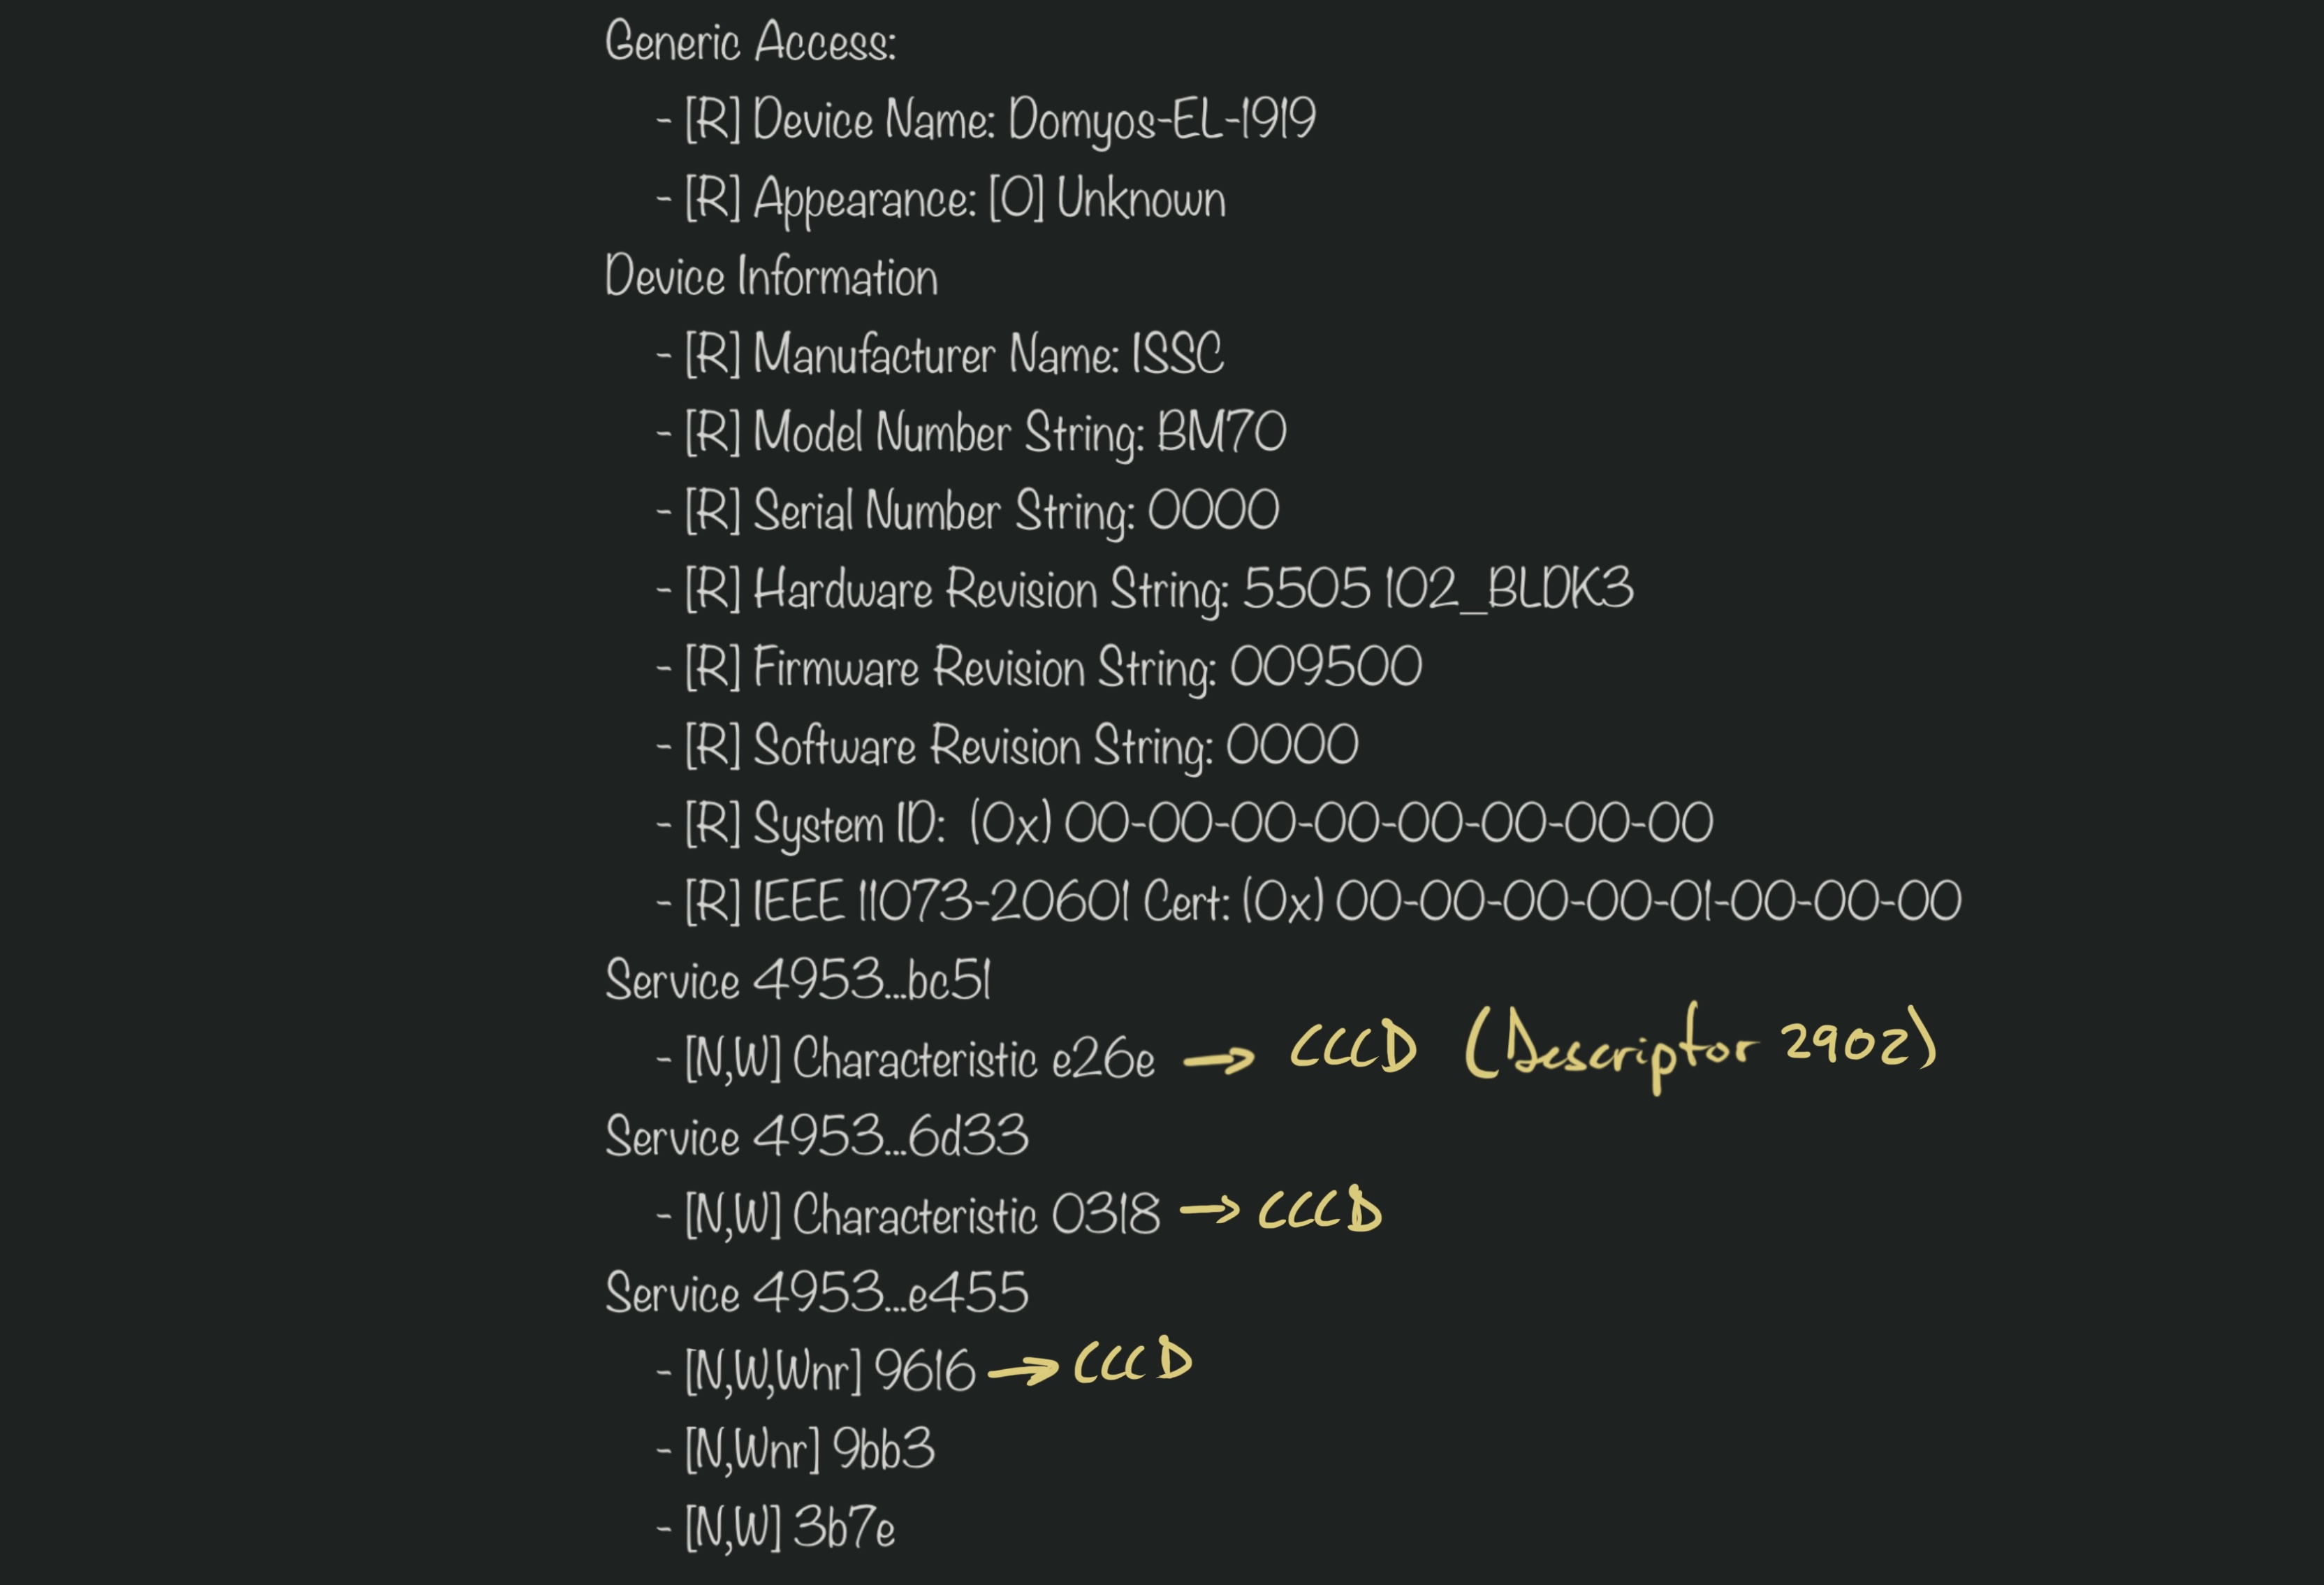 Generic Access:
- [R] Device Name: Domyos-EL-1919
- [R] Appearance: [0] Unknown
Device Information
- [R] Manufacturer Name: ISSC
- [R] Model Number String: BM70
- [R] Serial Number String: 0000
- [R] Hardware Revision String: 5505 102_BLDK3
- [R] Firmware Revision String: 009500
- [R] Software Revision String: 0000
- [R] System ID: (0x) 00-00-00-00-00-00-00-00
- [R] IEEE 11073-20601 Cert: (0x) 00-00-00-00-01-00-00-00
Service 4953...bc51
- [N,W] Characteristic e26e → CCCD (Descriptor 2902)
Service 4953...6d33
- [N,W] Characteristic 0318 → CCCD
Service 4953...e455
- [N,W,Wnr] 9616 → CCCD
- [N,Wnr] 9bb3
- [N,W] 3b7e